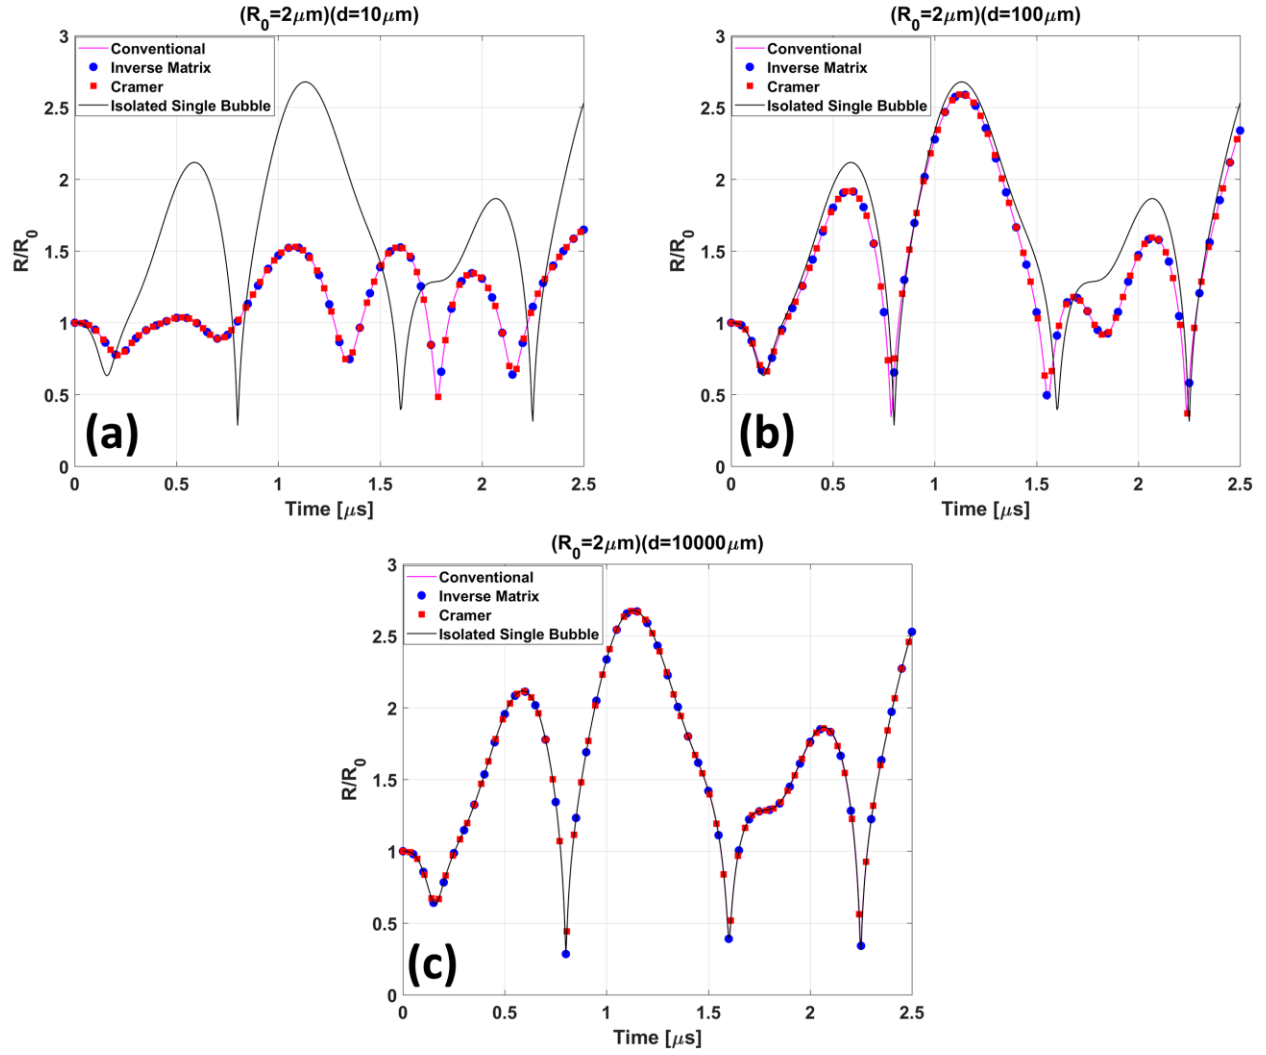 (R0=2μm)(d=10μm)
Conventional
Inverse Matrix
Cramer
Isolated Single Bubble
3
2.5
2
1.5
1
0.5
0
R/R0
(a)
0 0.5 1 1.5 2 2.5
Time [μs]
(R0=2μm)(d=100μm)
Conventional
Inverse Matrix
Cramer
Isolated Single Bubble
3
2.5
2
1.5
1
0.5
0
R/R0
(b)
0 0.5 1 1.5 2 2.5
Time [μs]
(R0=2μm)(d=10000μm)
Conventional
Inverse Matrix
Cramer
Isolated Single Bubble
3
2.5
2
1.5
1
0.5
0
R/R0
(c)
0 0.5 1 1.5 2 2.5
Time [μs]